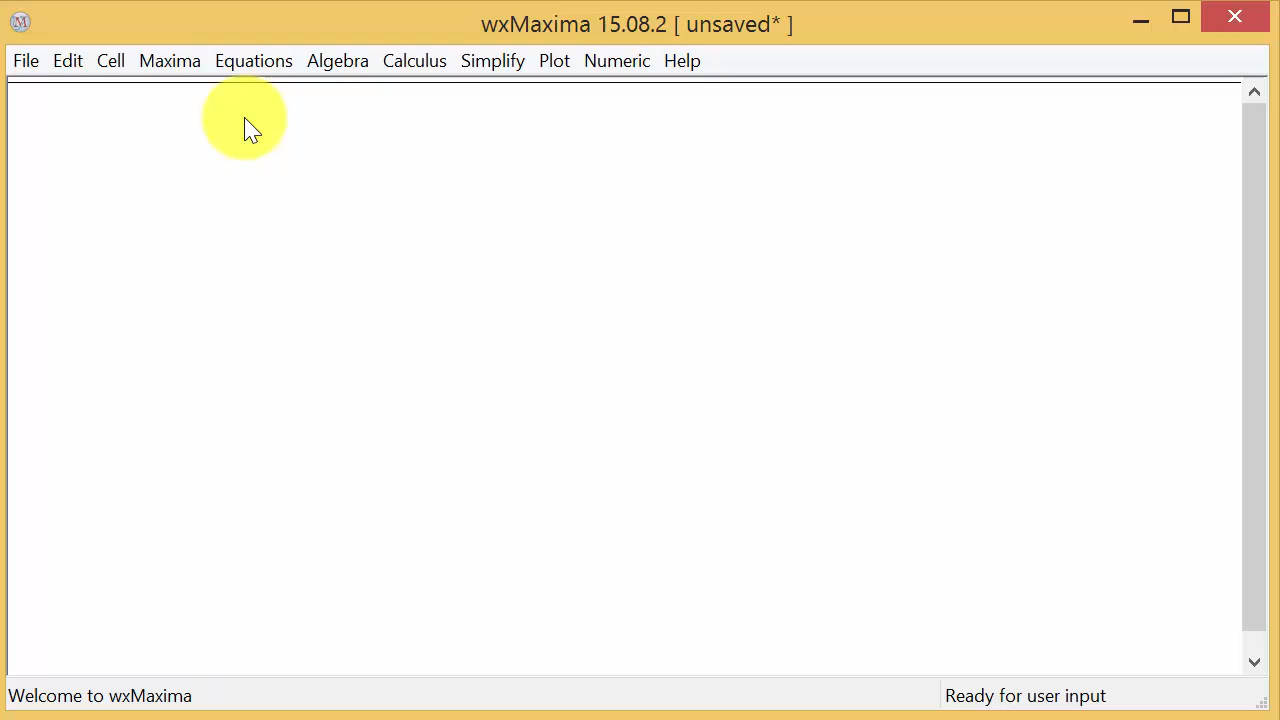 wxMaxima 15.08.2 [ unsaved* ]
File Edit Cell Maxima Equations Algebra Calculus Simplify Plot Numeric Help
Welcome to wxMaxima Ready for user input